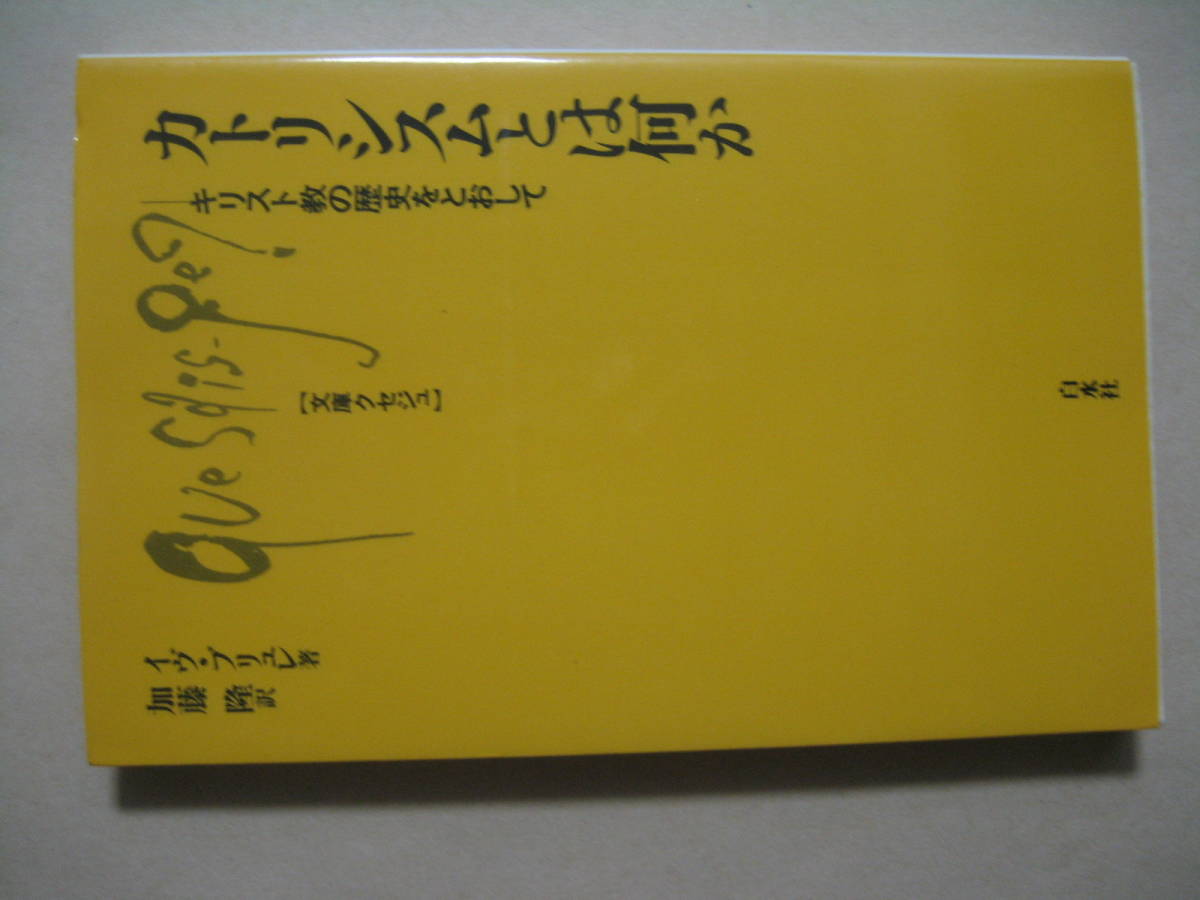 カトリシスムとは何か
―キリスト教の歴史をとおして
Que sais-je?
【文庫クセジュ】
イヴ・ブリュレ著
加藤 隆訳
白水社